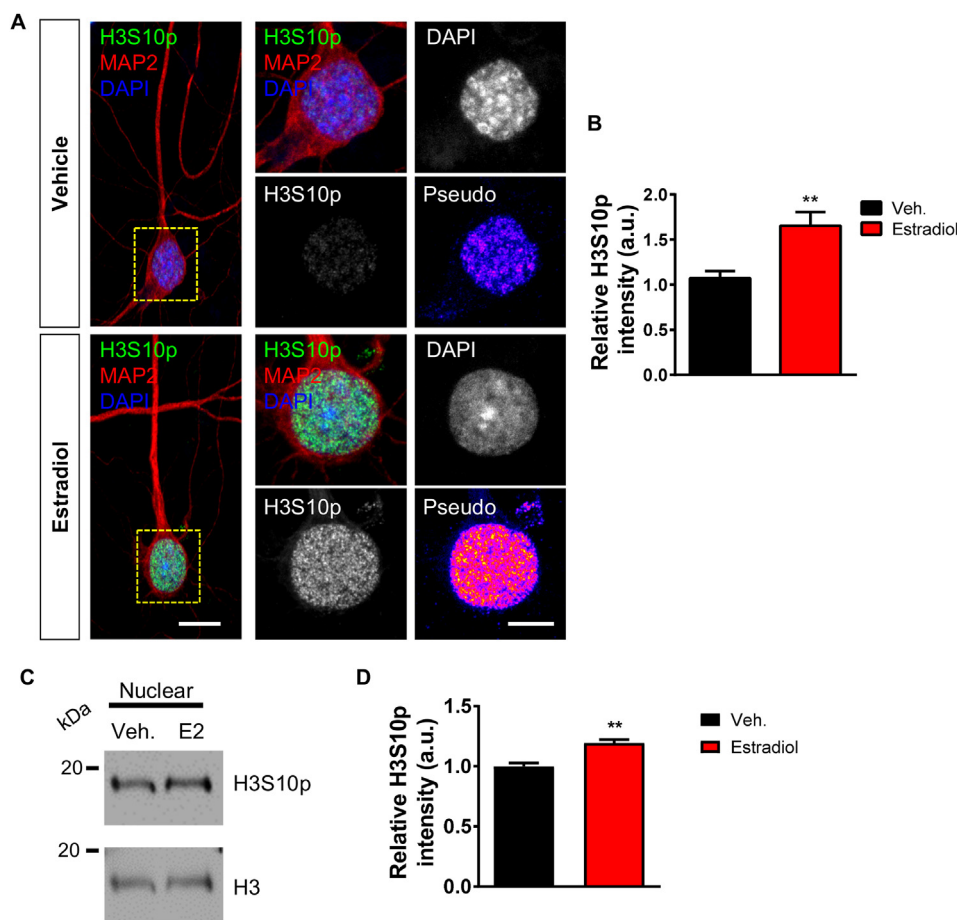 A
Vehicle
H3S10p
MAP2
DAPI
H3S10p
MAP2
DAPI
DAPI
H3S10p
Pseudo
Estradiol
H3S10p
MAP2
DAPI
H3S10p
MAP2
DAPI
DAPI
H3S10p
Pseudo
B
Relative H3S10p
intensity (a.u.)
2.0
1.5
1.0
0.5
0.0
**
Veh.
Estradiol
C
kDa
Nuclear
Veh. E2
20
H3S10p
20
H3
D
Relative H3S10p
intensity (a.u.)
1.5
1.0
0.5
0.0
**
Veh.
Estradiol